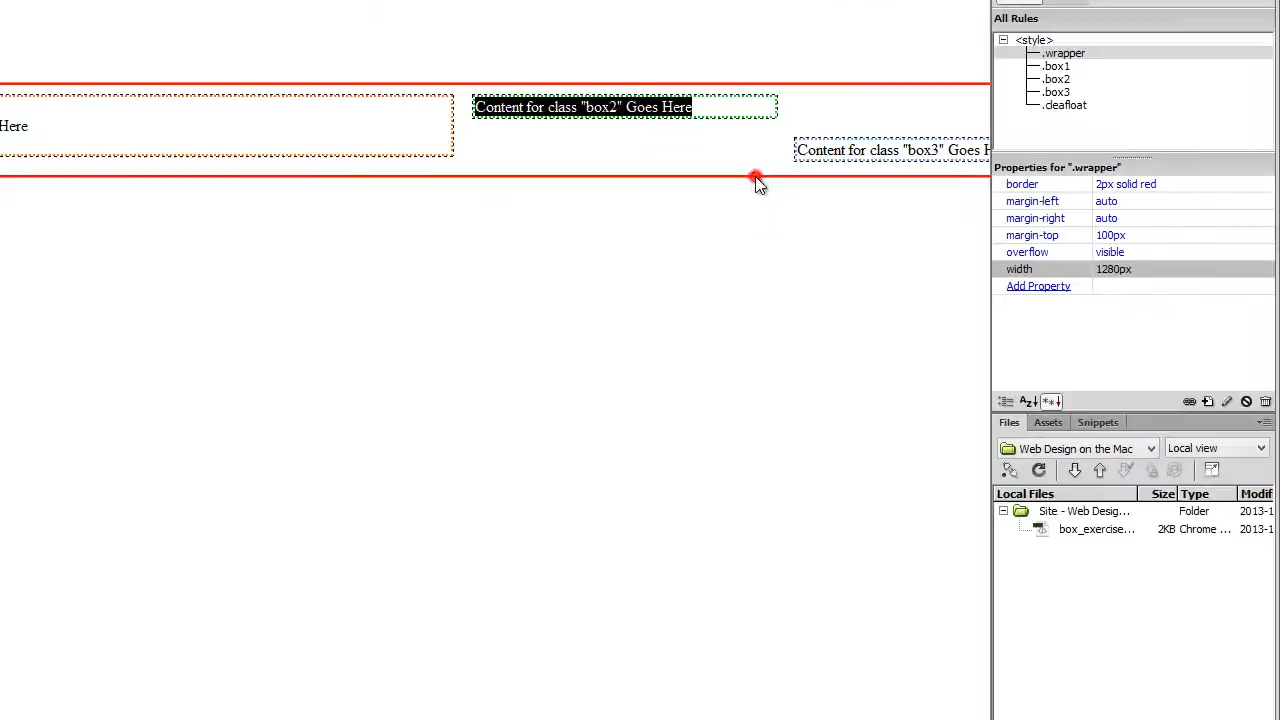 All Rules
<style>
.wrapper
.box1
.box2
.box3
.cleafloat
Content for class "box2" Goes Here
Here
Content for class "box3" Goes H
Properties for ".wrapper"
border 2px solid red
margin-left auto
margin-right auto
margin-top 100px
overflow visible
width 1280px
Add Property
Files Assets Snippets
Web Design on the Mac Local view
Local Files Size Type Modif
Site - Web Desig... Folder 2013-1
box_exercise... 2KB Chrome ... 2013-1